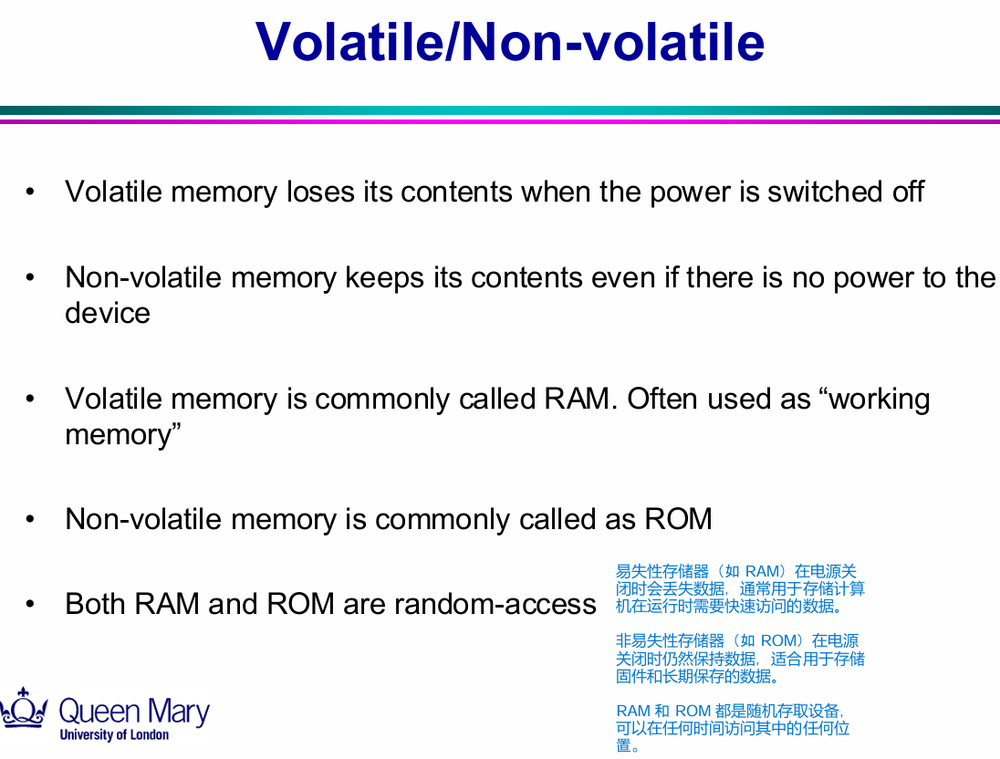 Volatile/Non-volatile
• Volatile memory loses its contents when the power is switched off
• Non-volatile memory keeps its contents even if there is no power to the
device
• Volatile memory is commonly called RAM. Often used as “working
memory”
• Non-volatile memory is commonly called as ROM
• Both RAM and ROM are random-access
易失性存储器（如 RAM）在电源关
闭时会丢失数据，通常用于存储计算
机在运行时需要快速访问的数据。
非易失性存储器（如 ROM）在电源
关闭时仍然保持数据，适合用于存储
固件和长期保存的数据。
RAM 和 ROM 都是随机存取设备，
可以在任何时间访问其中的任何位
置。
Queen Mary
University of London